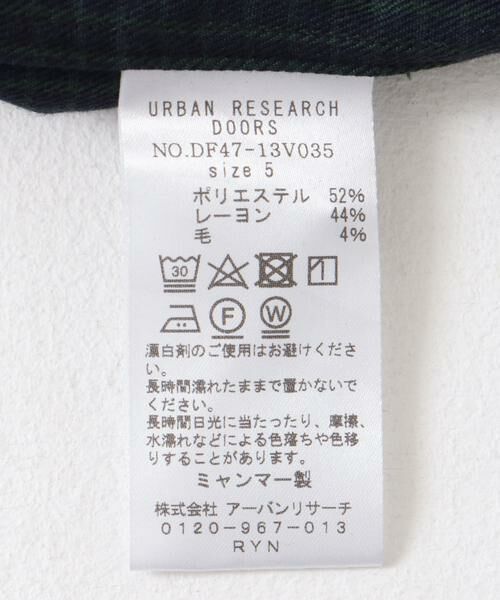 URBAN RESEARCH
DOORS
NO.DF47-13V035
size 5
ポリエステル 52%
レーヨン 44%
毛 4%
30
F W
漂白剤のご使用はお避けくださ
い。
長時間濡れたままで置かないで
ください。
長時間日光に当たったり、摩擦、
水濡れなどによる色落ちや色移
りすることがあります。
ミャンマー製
株式会社 アーバンリサーチ
0120-967-013
RYN